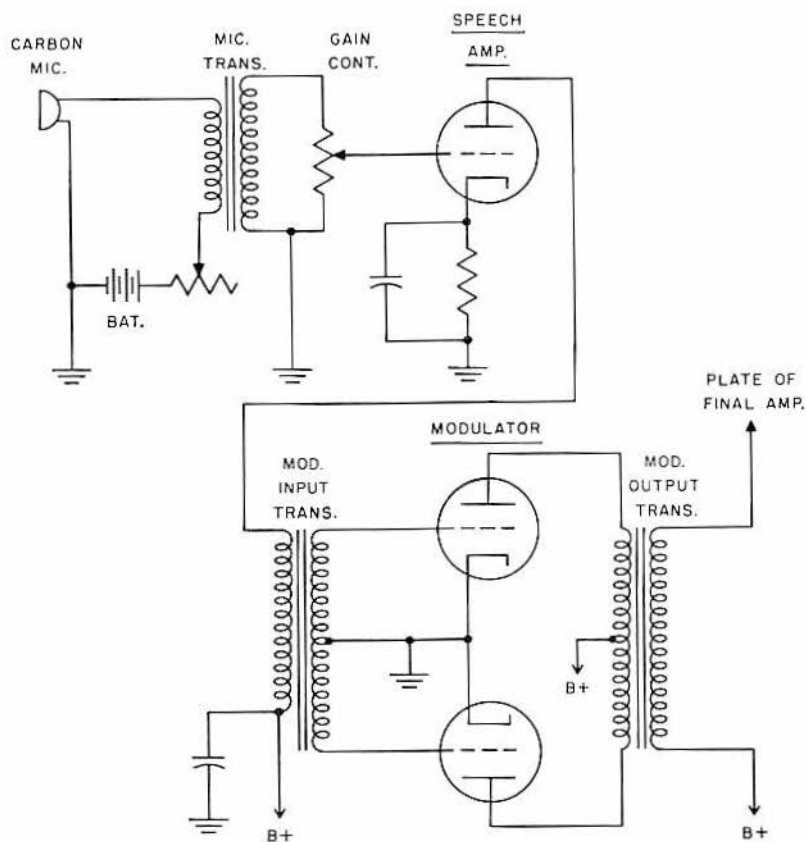 SPEECH
AMP.
CARBON
MIC.
MIC.
TRANS.
GAIN
CONT.
BAT.
PLATE OF
FINAL AMP.
MODULATOR
MOD.
INPUT
TRANS.
MOD.
OUTPUT
TRANS.
B+
B+
B+